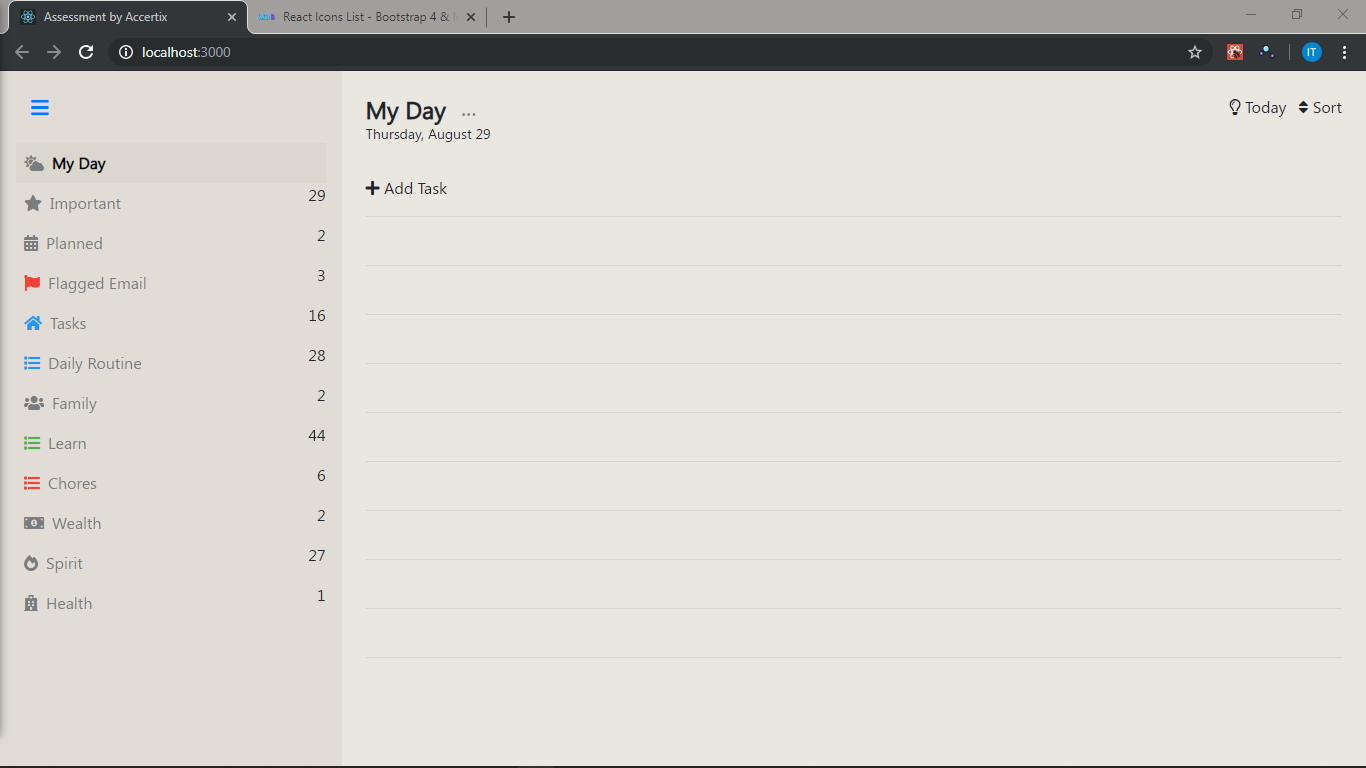 Assessment by Accertix
React Icons List - Bootstrap 4 &
localhost:3000
IT
My Day ...
Thursday, August 29
Today
Sort
Add Task
My Day
Important 29
Planned 2
Flagged Email 3
Tasks 16
Daily Routine 28
Family 2
Learn 44
Chores 6
Wealth 2
Spirit 27
Health 1